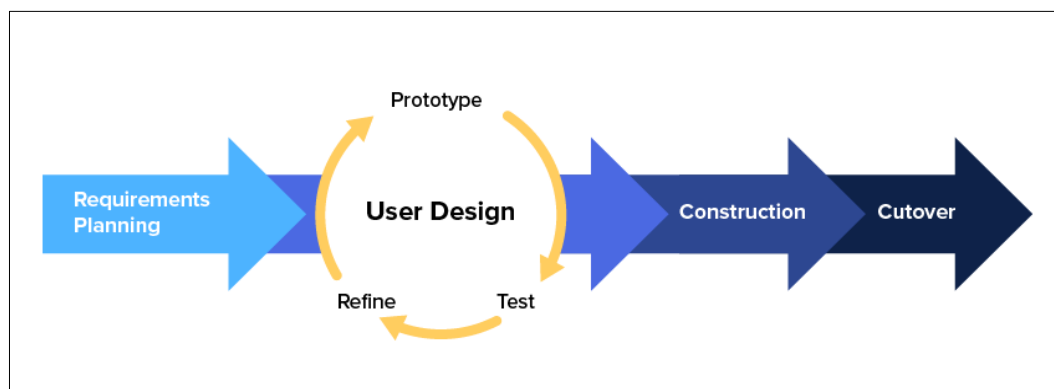 Prototype
Requirements
Planning
User Design
Construction
Cutover
Refine
Test